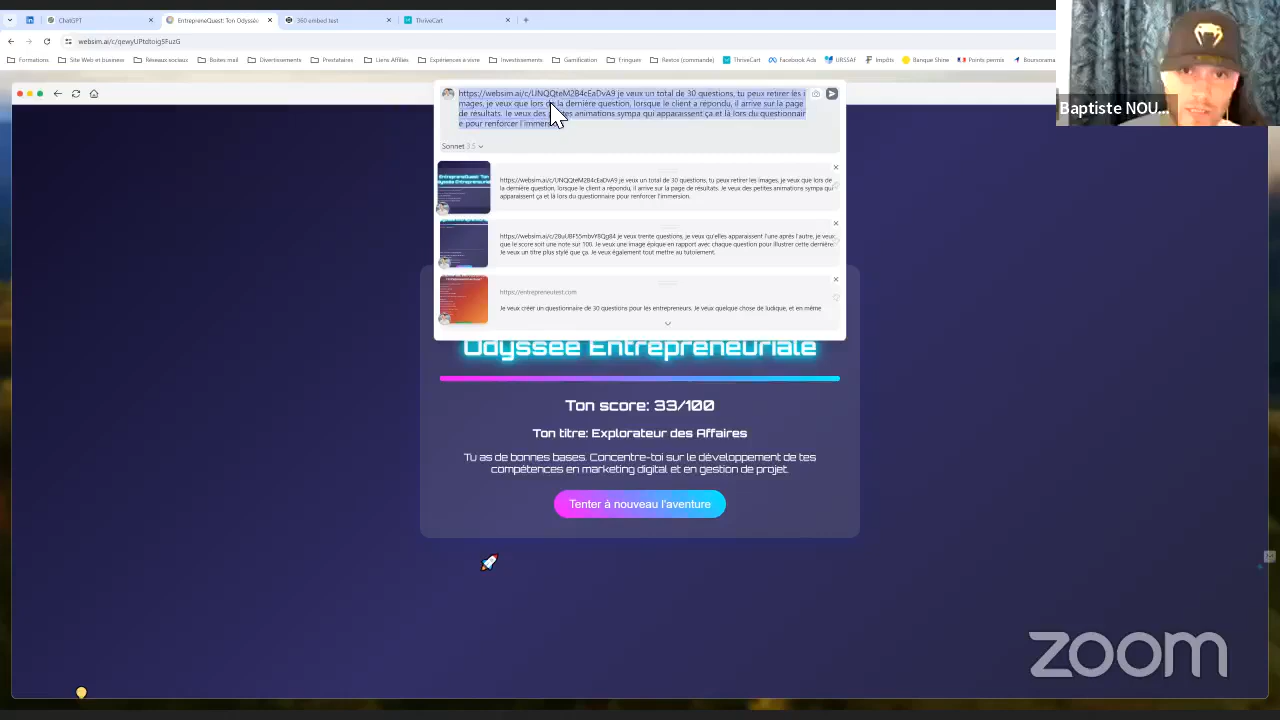 ChatGPT
EntrepreneQuest: Ton Odyssée
360 embed test
ThriveCart
websim.ai/c/qewyUPtdtoig5FuzG
Formations
Site Web et business
Réseaux sociaux
Boites mail
Divertissements
Prestataires
Liens Affiliés
Expériences à vivre
Investissements
Gamification
Fringues
Reetos (commande)
ThriveCart
Facebook Ads
URSSAF
Impôts
Banque Shine
Points permis
Boursorama
Baptiste NOU...
https://websim.ai/c/UNQQteM2B4cEaDvA9 je veux un total de 30 questions, tu peux retirer les i
mages, je veux que lors de la dernière question, lorsque le client a répondu, il arrive sur la page
de résultats. Je veux des petites animations sympa qui apparaissent ça et là lors du questionnair
e pour renforcer l'immersion.
Sonnet 3.5
https://websim.ai/c/UNQQteM2B4cEaDvA9 je veux un total de 30 questions, tu peux retirer les images, je veux que lors de
la dernière question, lorsque le client a répondu, il arrive sur la page de résultats. Je veux des petites animations sympa qui
apparaissent ça et là lors du questionnaire pour renforcer l'immersion.
https://websim.ai/c/28uU8F55mbvY8Qg84 je veux trente questions, je veux qu'elles apparaissent l'une après l'autre, je veux
que le score soit une note sur 100. Je veux une image épique en rapport avec chaque question pour illustrer cette dernière.
Je veux un titre plus stylé que ça. Je veux également tout mettre au tutoiement.
https://entrepreneutest.com
Je veux créer un questionnaire de 30 questions pour les entrepreneurs. Je veux quelque chose de ludique, et en même
Odyssée Entrepreneuriale
Ton score: 33/100
Ton titre: Explorateur des Affaires
Tu as de bonnes bases. Concentre-toi sur le développement de tes
compétences en marketing digital et en gestion de projet.
Tenter à nouveau l'aventure
zoom